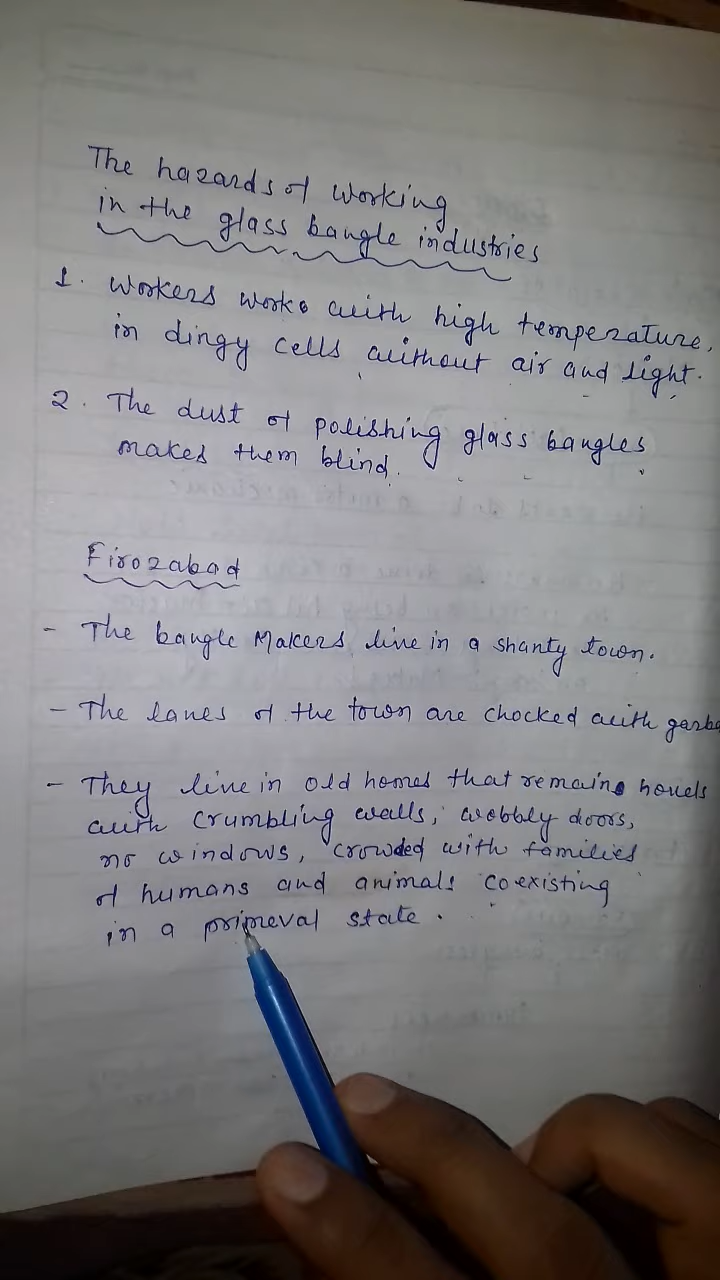 The hazards of working
in the glass bangle industries
1. Workers works with high temperature,
in dingy cells without air and light.
2. The dust of polishing glass bangles
makes them blind.
Firozabad
- The bangle Makers live in a shanty town.
- The lanes of the town are chocked with garba
- They live in old homes that remains hovels
with crumbling walls, wobbly doors,
no windows, crowded with families
of humans and animals coexisting
in a primeval state.